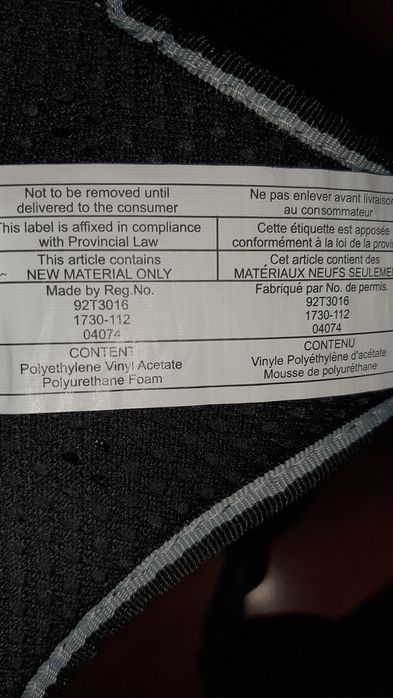 Not to be removed until
delivered to the consumer
This label is affixed in compliance
with Provincial Law
This article contains
~ NEW MATERIAL ONLY
Made by Reg.No.
92T3016
1730-112
04074
CONTENT
Polyethylene Vinyl Acetate
Polyurethane Foam
Ne pas enlever avant livraison
au consommateur
Cette étiquette est apposée
conformément à la loi de la provin
Cet article contient des
MATÉRIAUX NEUFS SEULEME
Fabriqué par No. de permis.
92T3016
1730-112
04074
CONTENU
Vinyle Polyéthylène d'acétate
Mousse de polyuréthane